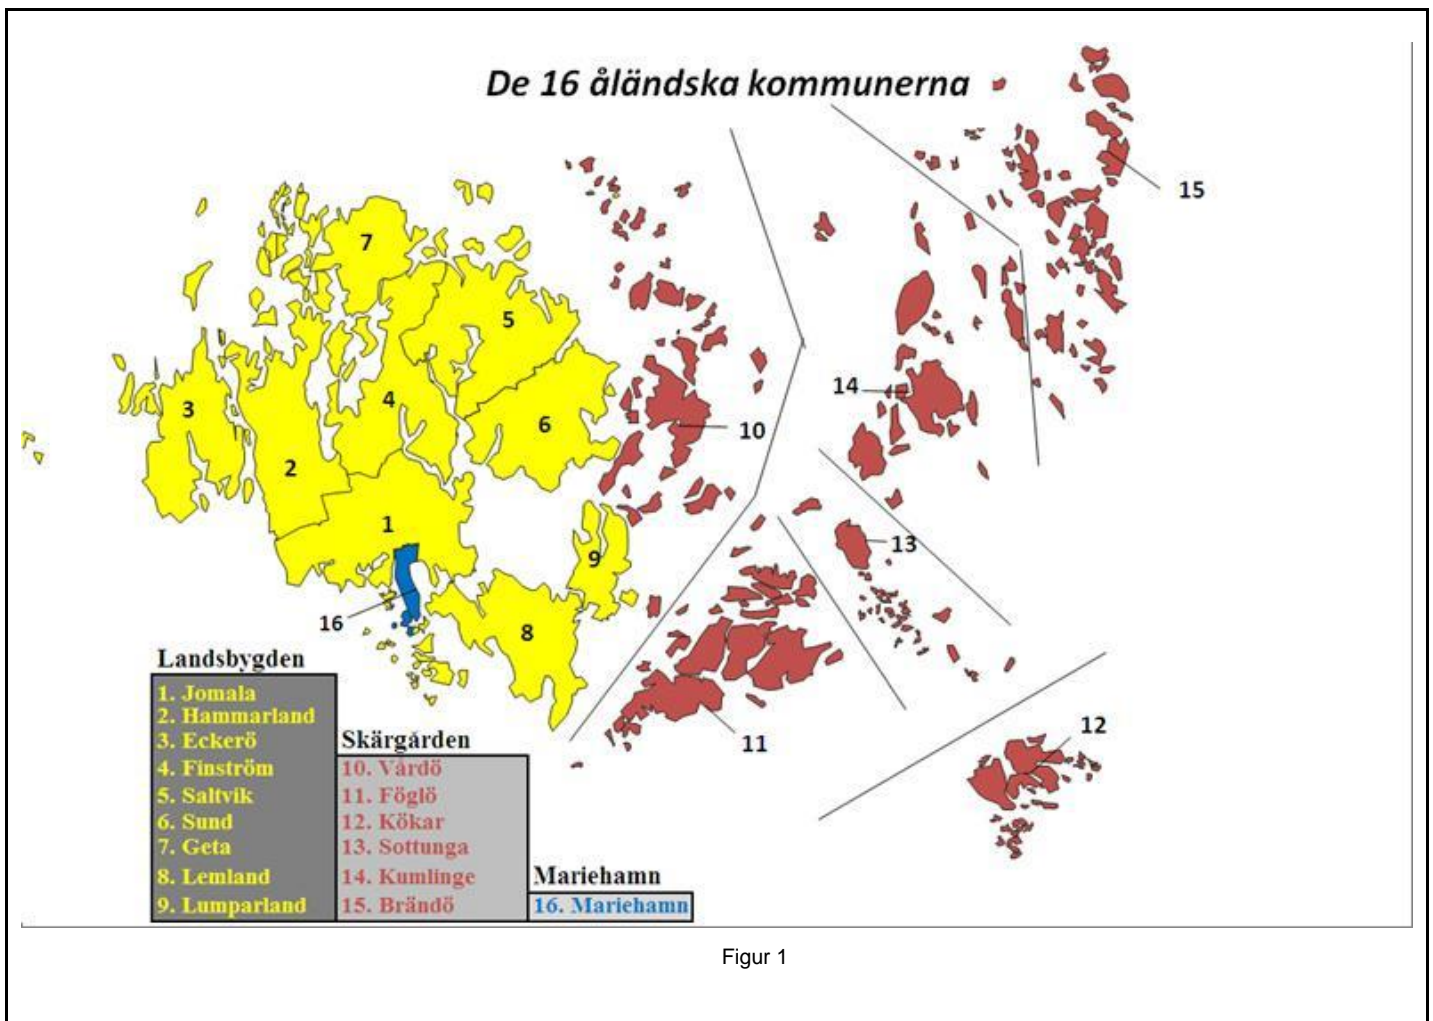 De 16 åländska kommunerna
15
7
5
14
3
4
6
10
2
1
13
9
16
8
12
11
Landsbygden
1. Jomala
2. Hammarland
3. Eckerö
4. Finström
5. Saltvik
6. Sund
7. Geta
8. Lemland
9. Lumparland
Skärgården
10. Vårdö
11. Föglö
12. Kökar
13. Sottunga
14. Kumlinge
15. Brändö
Mariehamn
16. Mariehamn
Figur 1